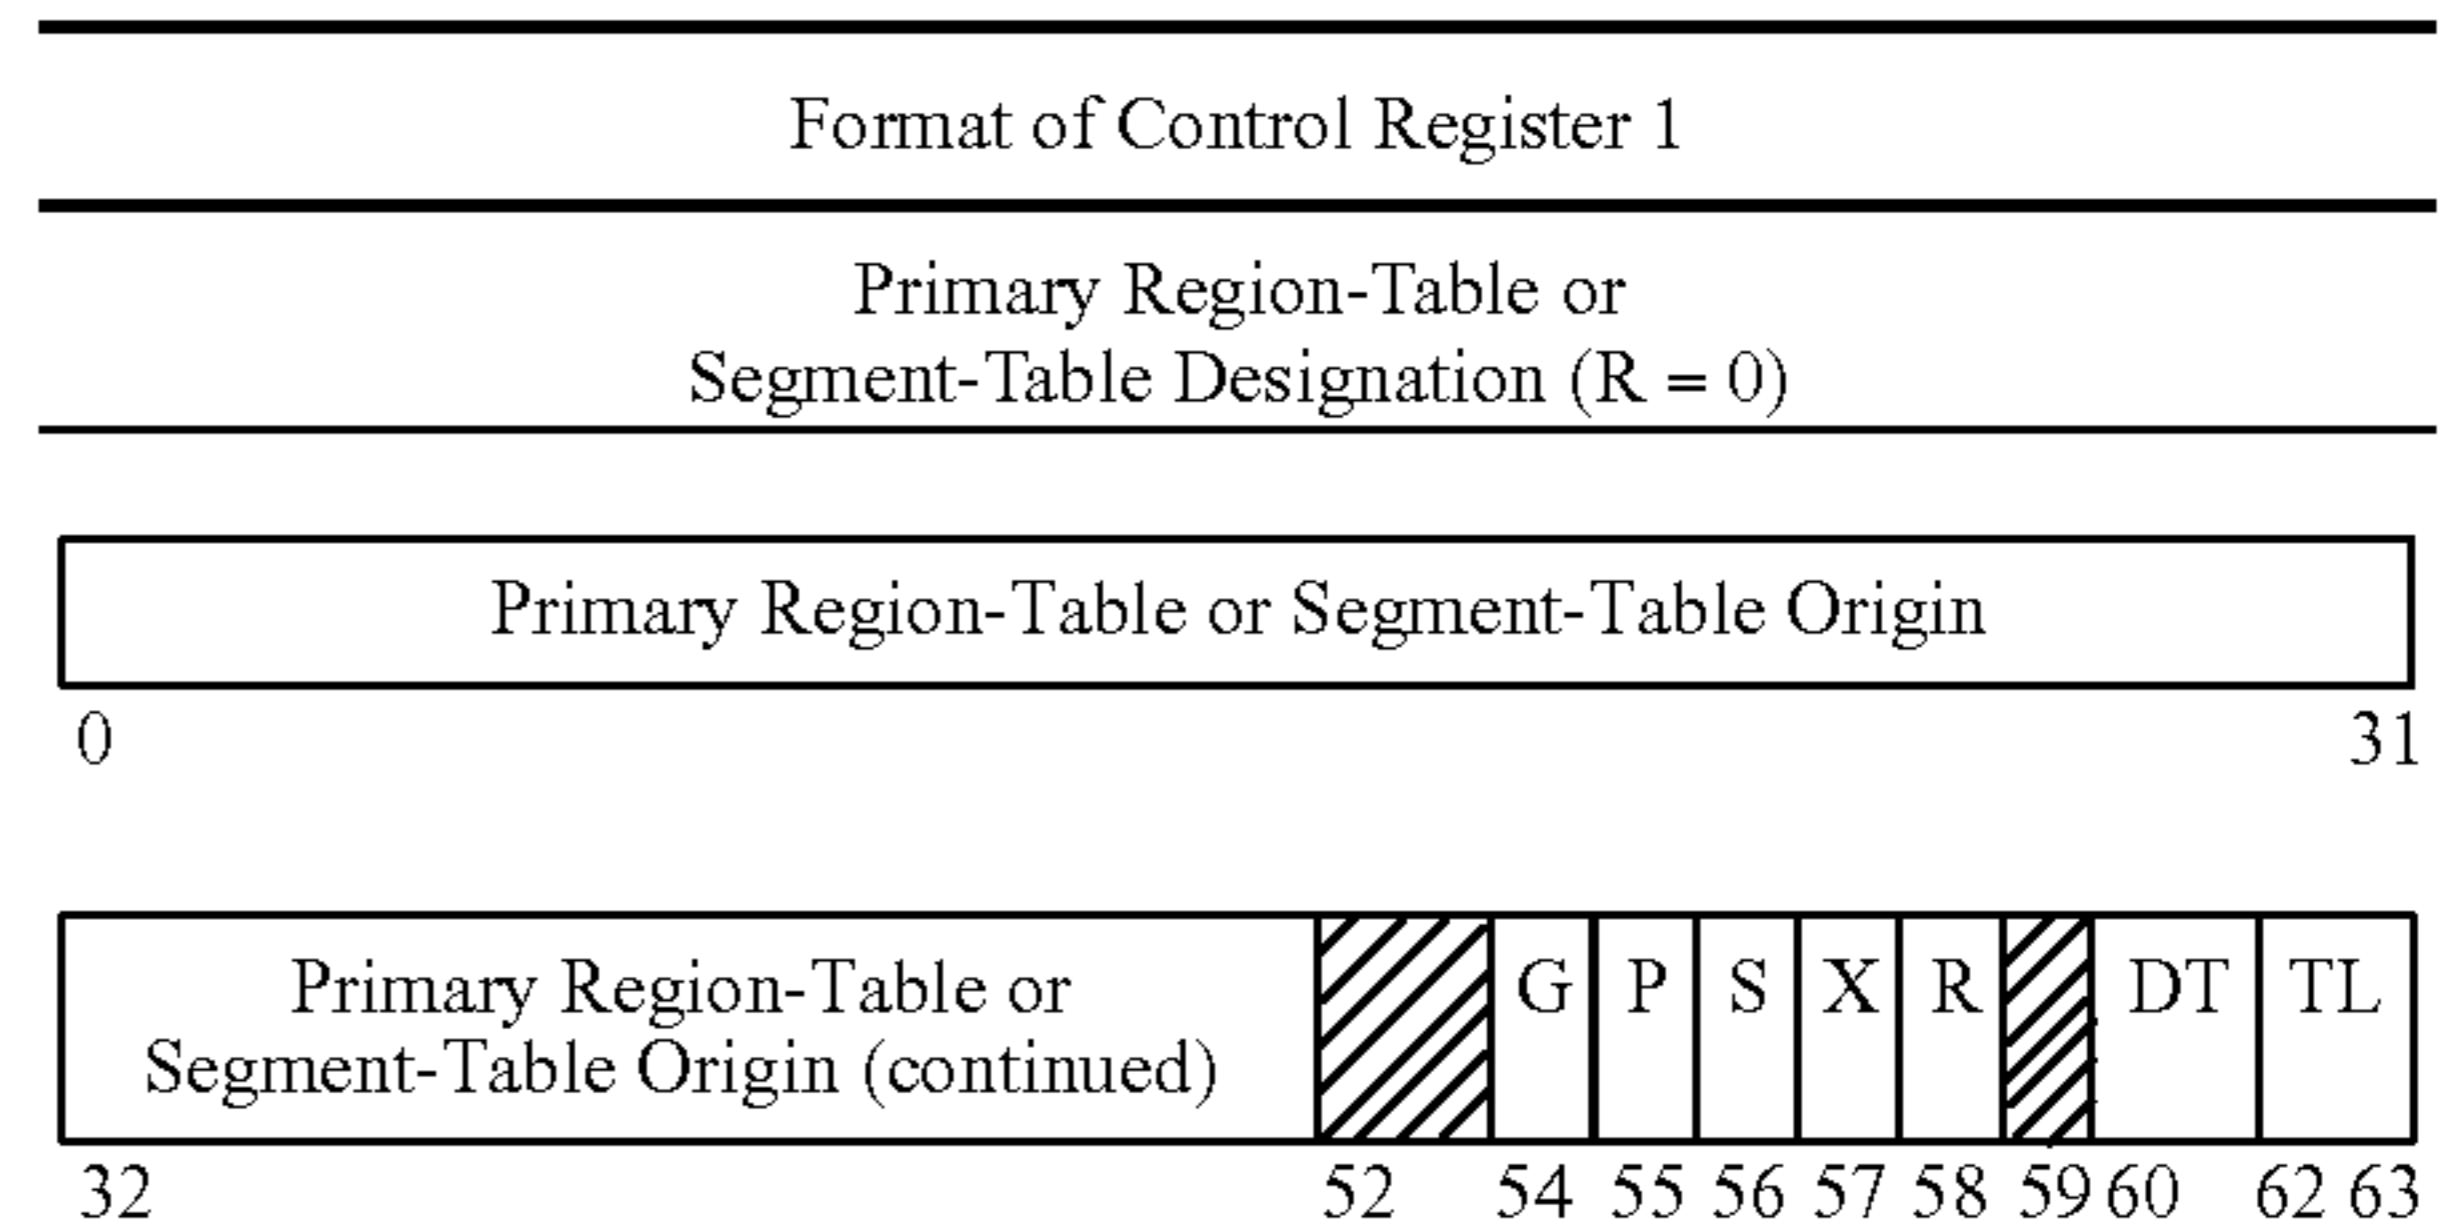 Format of Control Register 1
Primary Region-Table or
Segment-Table Designation (R = 0)
Primary Region-Table or Segment-Table Origin
0 31
Primary Region-Table or
Segment-Table Origin (continued)
G P S X R DT TL
32 52 54 55 56 57 58 59 60 62 63